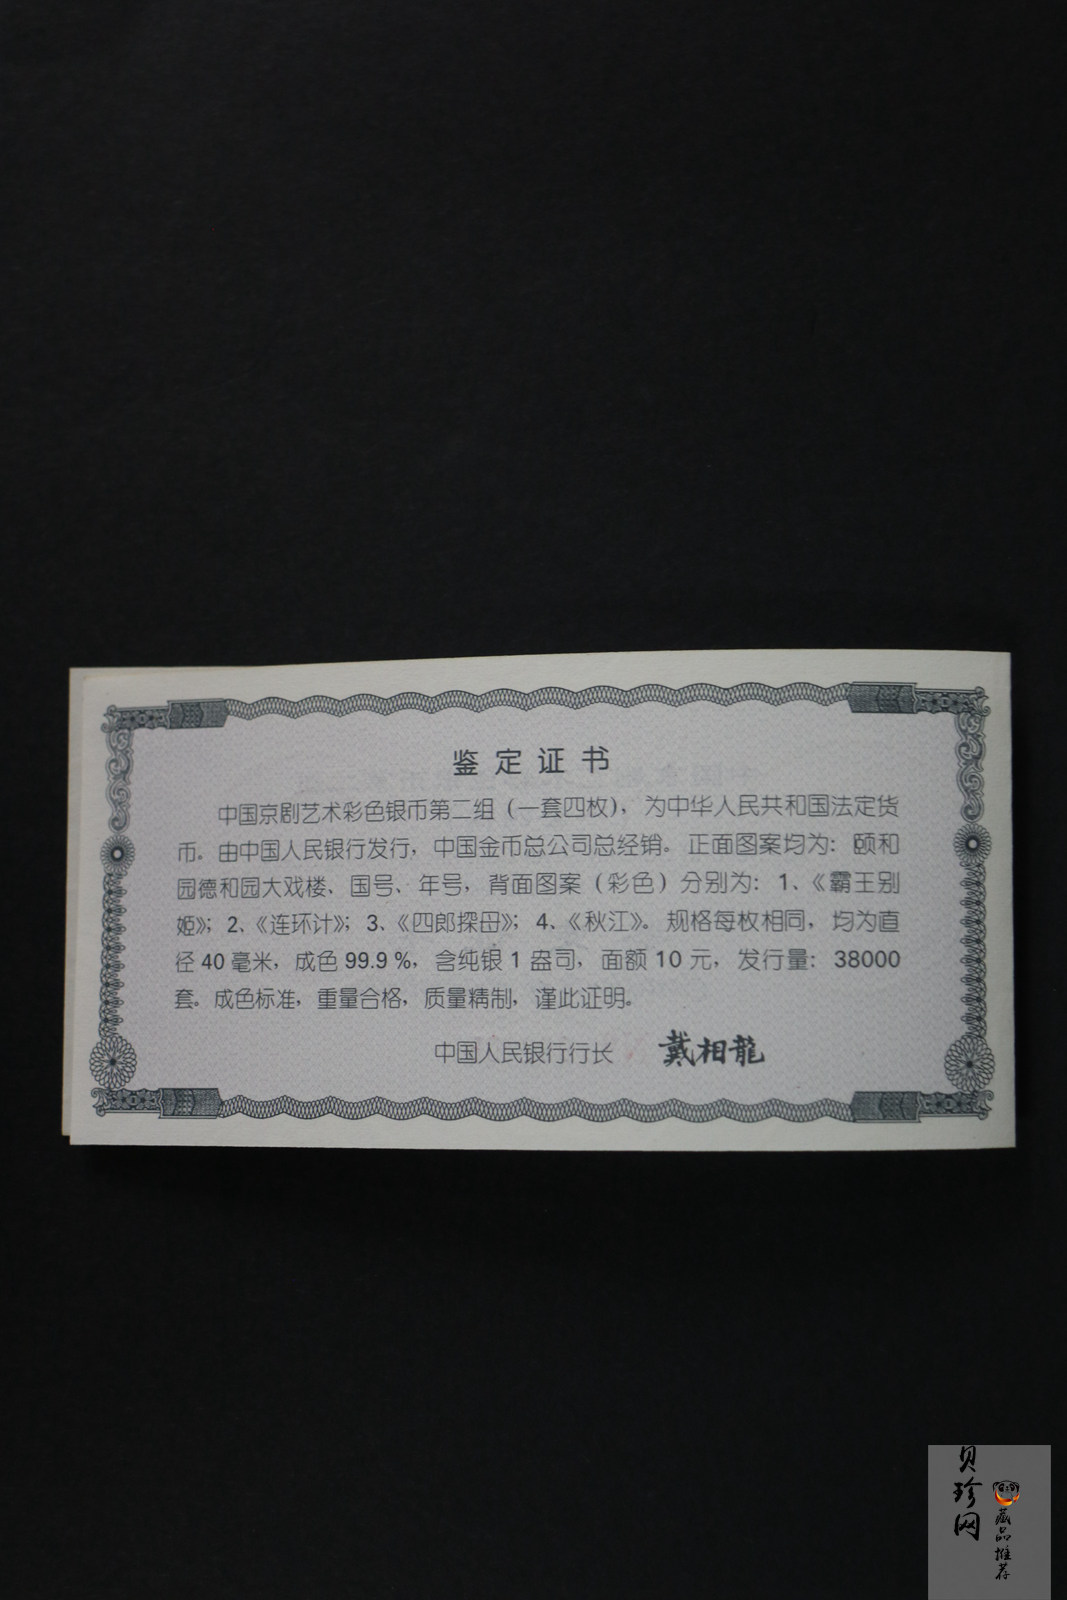 鉴定证书
中国京剧艺术彩色银币第二组（一套四枚），为中华人民共和国法定货
币。由中国人民银行发行，中国金币总公司总经销。正面图案均为：颐和
园德和园大戏楼、国号、年号，背面图案（彩色）分别为：1、《霸王别
姬》；2、《连环计》；3、《四郎探母》；4、《秋江》。规格每枚相同，均为直
径40毫米，成色99.9%，含纯银1盎司，面额10元，发行量：38000
套。成色标准，重量合格，质量精制，谨此证明。
中国人民银行行长 戴相龍
贝珍网
藏品推荐